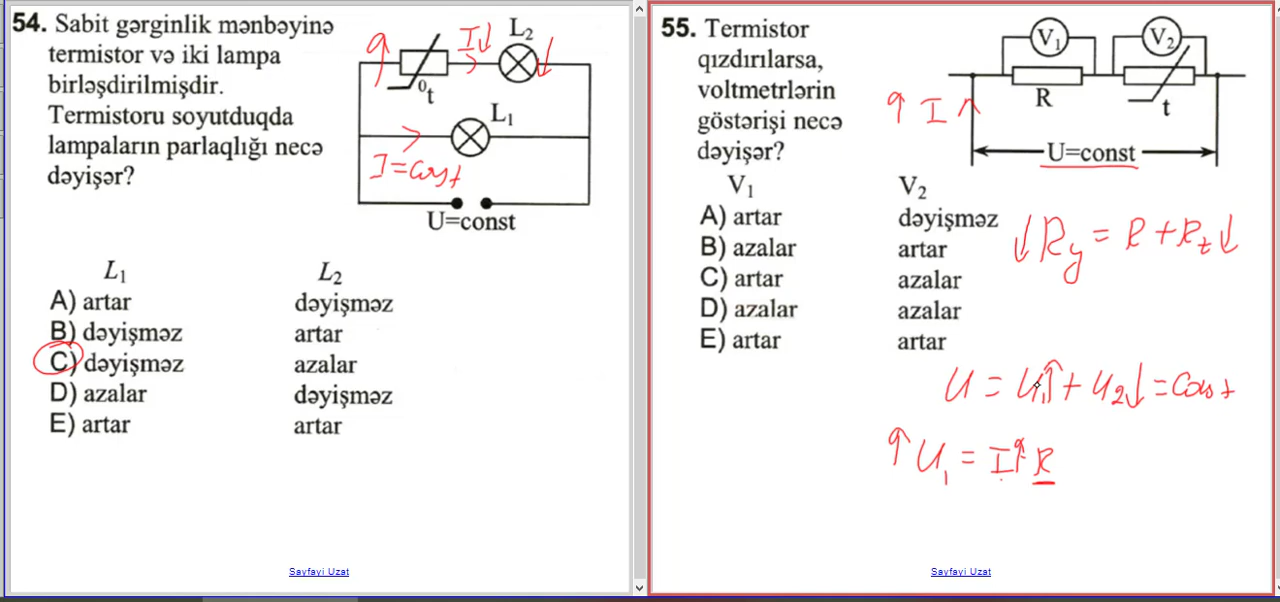 54. Sabit gərginlik mənbəyinə
termistor və iki lampa
birləşdirilmişdir.
Termistoru soyutduqda
lampaların parlaqlığı necə
dəyişər?
I↓
L₂
⁰t
L₁
I = const
U=const
L₁ L₂
A) artar dəyişməz
B) dəyişməz artar
C) dəyişməz azalar
D) azalar dəyişməz
E) artar artar
Sayfayi Uzat
55. Termistor
qızdırılarsa,
voltmetrlərin
göstərişi necə
dəyişər?
V₁ V₂
R t
↑ I
U=const
V₁ V₂
A) artar dəyişməz
B) azalar artar
C) artar azalar
D) azalar azalar
E) artar artar
↓Ry = R + Rt↓
U = U₁↑ + U₂↓ = const
↑U₁ = I↑R
Sayfayi Uzat